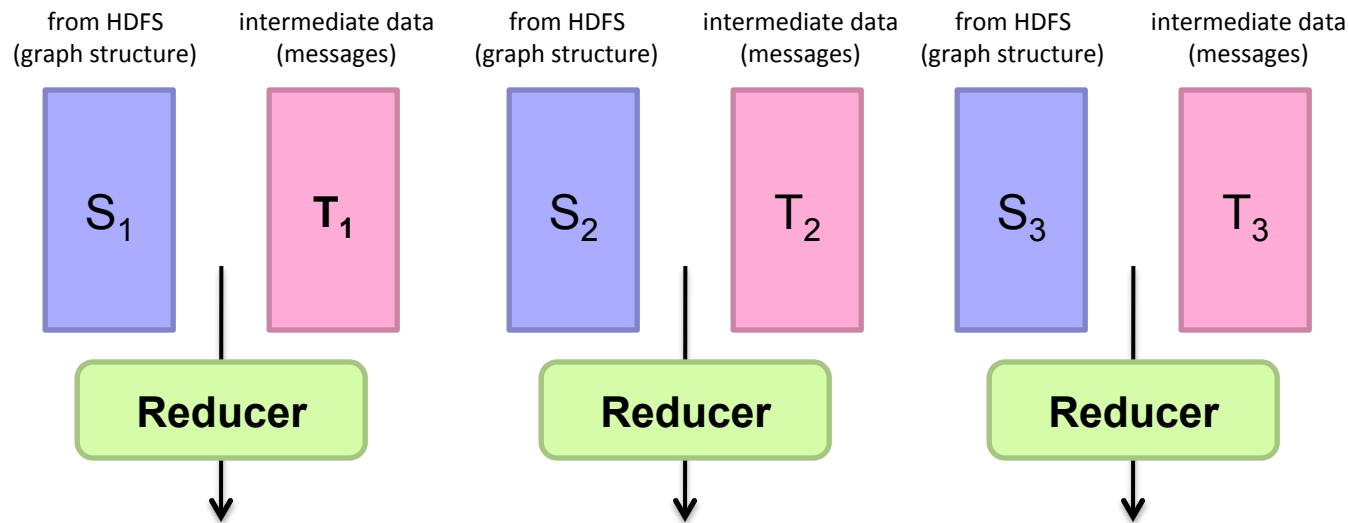 from HDFS
(graph structure)
intermediate data
(messages)
from HDFS
(graph structure)
intermediate data
(messages)
from HDFS
(graph structure)
intermediate data
(messages)
S₁
T₁
S₂
T₂
S₃
T₃
Reducer
Reducer
Reducer